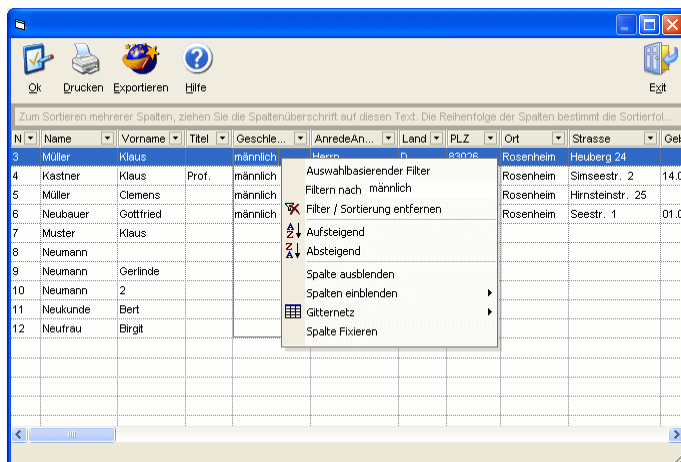 Ok Drucken Exportieren Hilfe Exit
Zum Sortieren mehrerer Spalten, ziehen Sie die Spaltenüberschrift auf diesen Text. Die Reihenfolge der Spalten bestimmt die Sortierfol...
N Name Vorname Titel Geschle... AnredeAn... Land PLZ Ort Strasse Geb
3 Müller Klaus männlich Herrn D 83026 Rosenheim Heuberg 24
4 Kastner Klaus Prof. männlich Rosenheim Simseestr. 2 14.0
5 Müller Clemens männlich Rosenheim Hirnsteinstr. 25
6 Neubauer Gottfried männlich Rosenheim Seestr. 1 01.0
7 Muster Klaus
8 Neumann
9 Neumann Gerlinde
10 Neumann 2
11 Neukunde Bert
12 Neufrau Birgit
Auswahlbasierender Filter
Filtern nach männlich
Filter / Sortierung entfernen
Aufsteigend
Absteigend
Spalte ausblenden
Spalten einblenden
Gitternetz
Spalte Fixieren